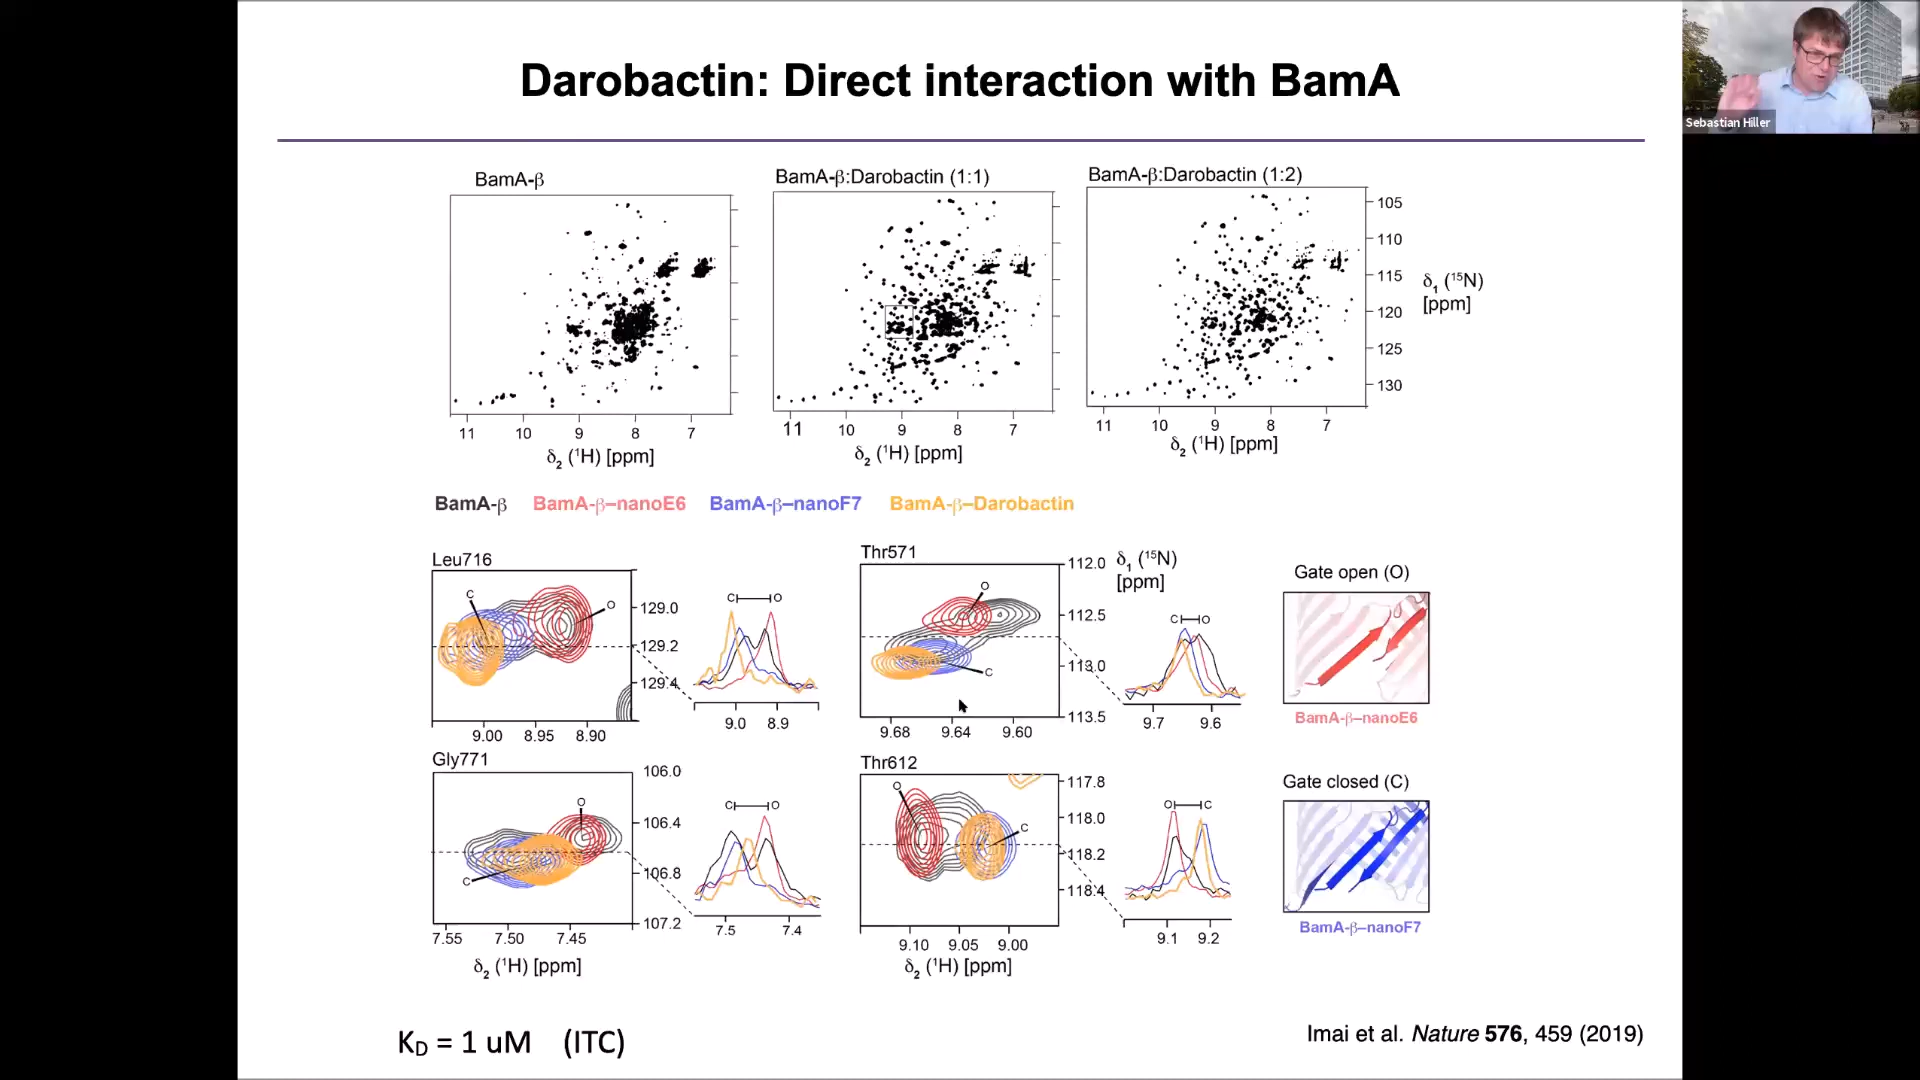 Darobactin: Direct interaction with BamA
Sebastian Hiller
BamA-β
BamA-β:Darobactin (1:1)
BamA-β:Darobactin (1:2)
105
110
115
120
125
130
δ1 (15N)
[ppm]
11 10 9 8 7
11 10 9 8 7
11 10 9 8 7
δ2 (1H) [ppm]
δ2 (1H) [ppm]
δ2 (1H) [ppm]
BamA-β BamA-β–nanoE6 BamA-β–nanoF7 BamA-β–Darobactin
Leu716
C
O
129.0
129.2
129.4
9.00 8.95 8.90
C O
9.0 8.9
Thr571
O
C
112.0
112.5
113.0
113.5
δ1 (15N)
[ppm]
9.68 9.64 9.60
C O
9.7 9.6
Gate open (O)
BamA-β–nanoE6
Gly771
O
C
106.0
106.4
106.8
107.2
7.55 7.50 7.45
δ2 (1H) [ppm]
C O
7.5 7.4
Thr612
O
C
117.8
118.0
118.2
118.4
9.10 9.05 9.00
δ2 (1H) [ppm]
O C
9.1 9.2
Gate closed (C)
BamA-β–nanoF7
KD = 1 uM (ITC)
Imai et al. Nature 576, 459 (2019)